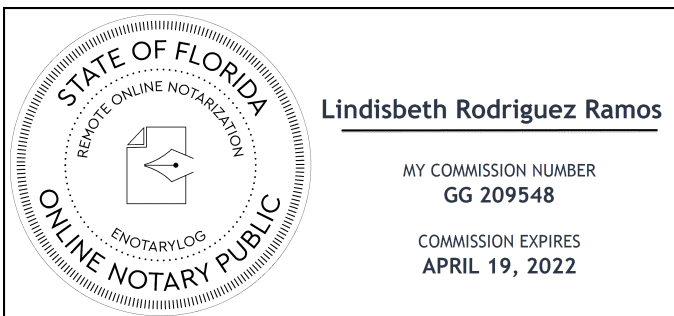 STATE OF FLORIDA
REMOTE ONLINE NOTARIZATION
ENOTARYLOG
ONLINE NOTARY PUBLIC
Lindisbeth Rodriguez Ramos
MY COMMISSION NUMBER
GG 209548
COMMISSION EXPIRES
APRIL 19, 2022